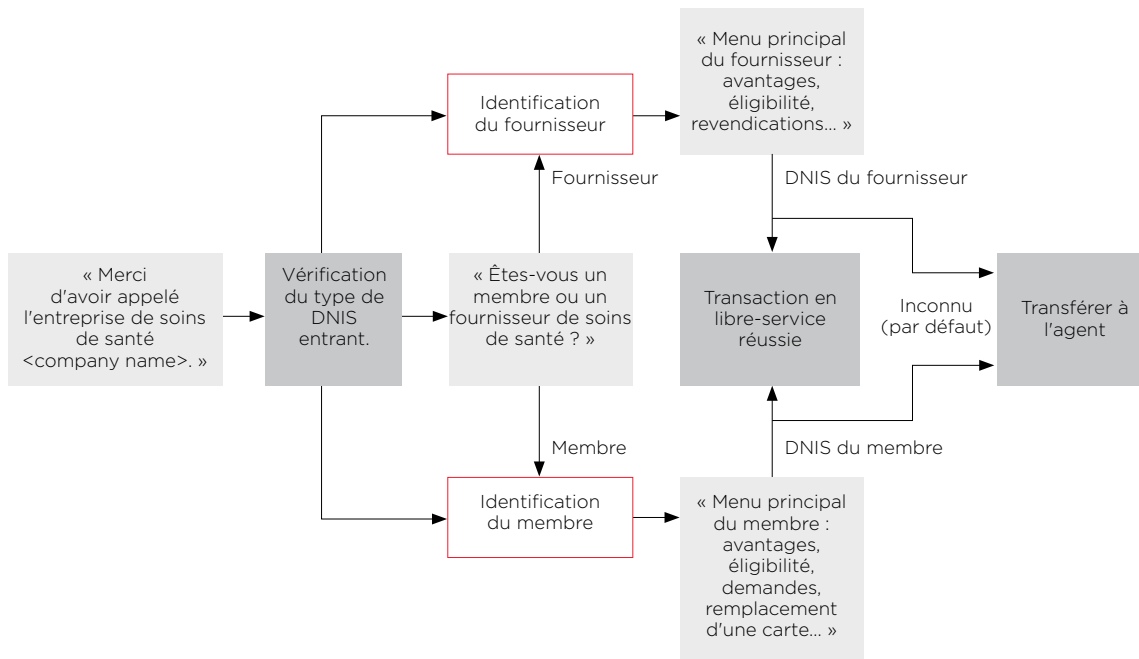 « Merci
d'avoir appelé
l'entreprise de soins
de santé
<company name>. »
Vérification
du type de
DNIS
entrant.
Identification
du fournisseur
Fournisseur
« Êtes-vous un
membre ou un
fournisseur de soins
de santé ? »
Membre
Identification
du membre
« Menu principal
du fournisseur :
avantages,
éligibilité,
revendications... »
DNIS du fournisseur
Transaction en
libre-service
réussie
Inconnu
(par défaut)
Transférer à
l'agent
DNIS du membre
« Menu principal
du membre :
avantages,
éligibilité,
demandes,
remplacement
d'une carte... »